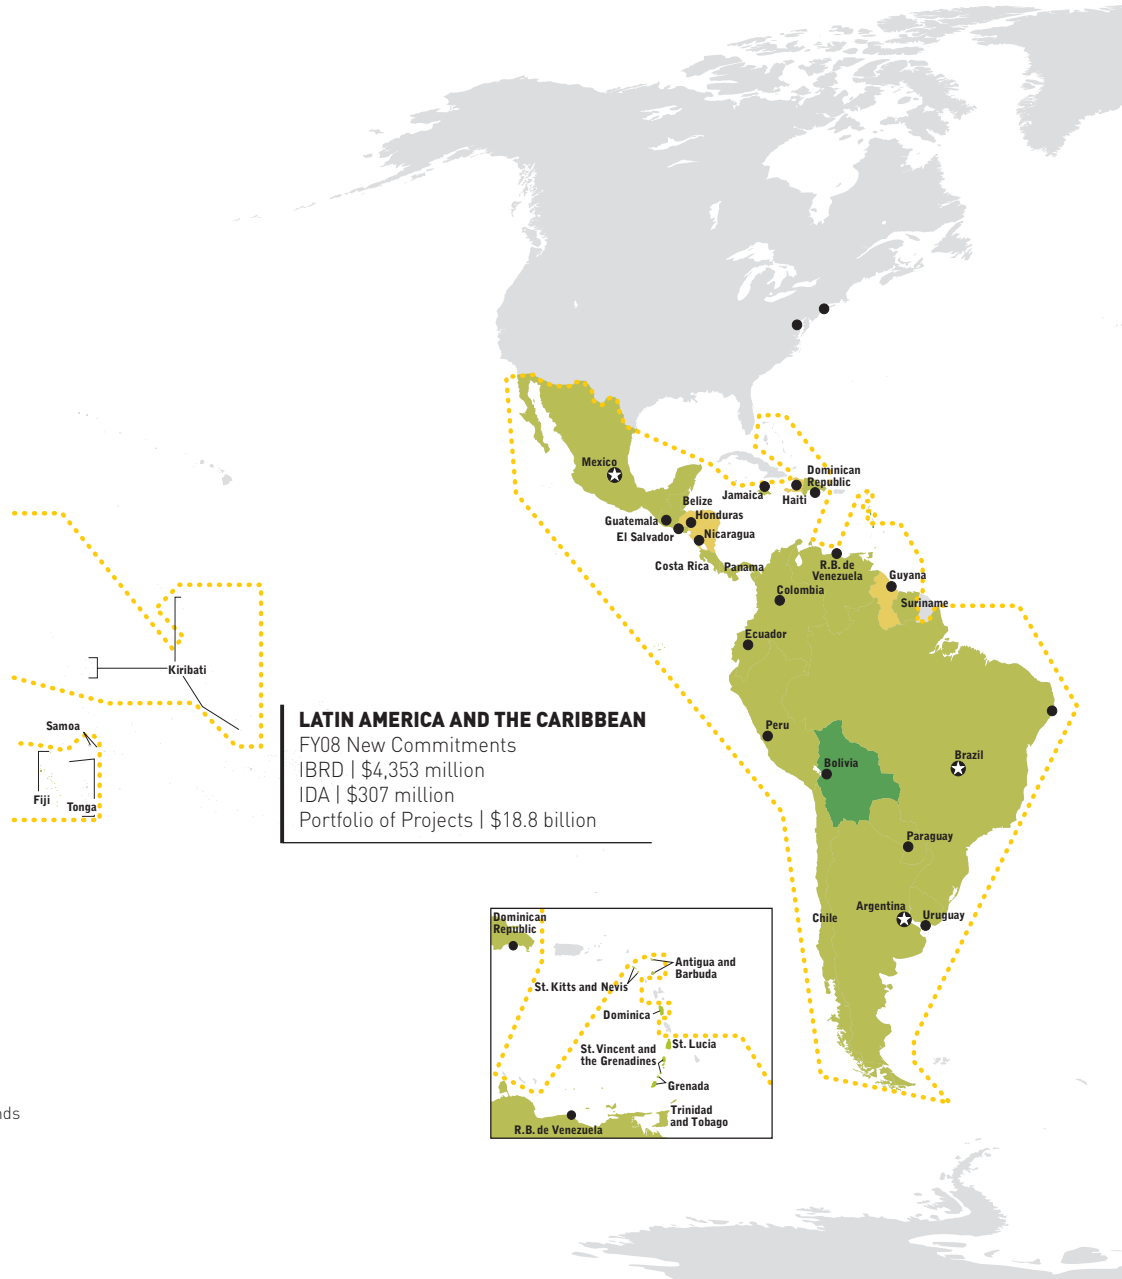 Mexico
Dominican
Republic
Jamaica
Haiti
Belize
Honduras
Guatemala
El Salvador
Nicaragua
Costa Rica
Panama
R.B. de
Venezuela
Guyana
Colombia
Suriname
Ecuador
Kiribati
Samoa
Fiji
Tonga
LATIN AMERICA AND THE CARIBBEAN
FY08 New Commitments
IBRD | $4,353 million
IDA | $307 million
Portfolio of Projects | $18.8 billion
Peru
Bolivia
Brazil
Paraguay
Argentina
Uruguay
Chile
Dominican
Republic
Antigua and
Barbuda
St. Kitts and Nevis
Dominica
St. Lucia
St. Vincent and
the Grenadines
Grenada
Trinidad
and Tobago
R.B. de Venezuela
nds